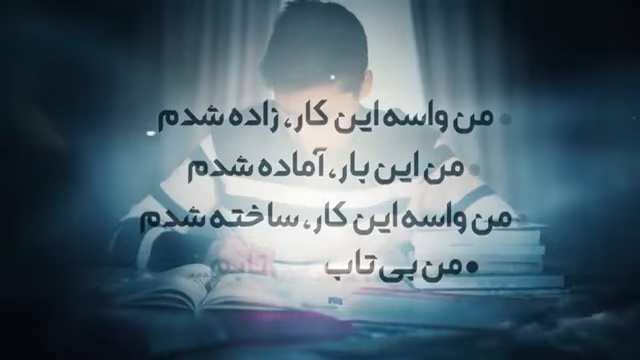 • من واسه این کار، زاده شدم
• من این بار، آماده شدم
• من واسه این کار، ساخته شدم
• من بی تاب